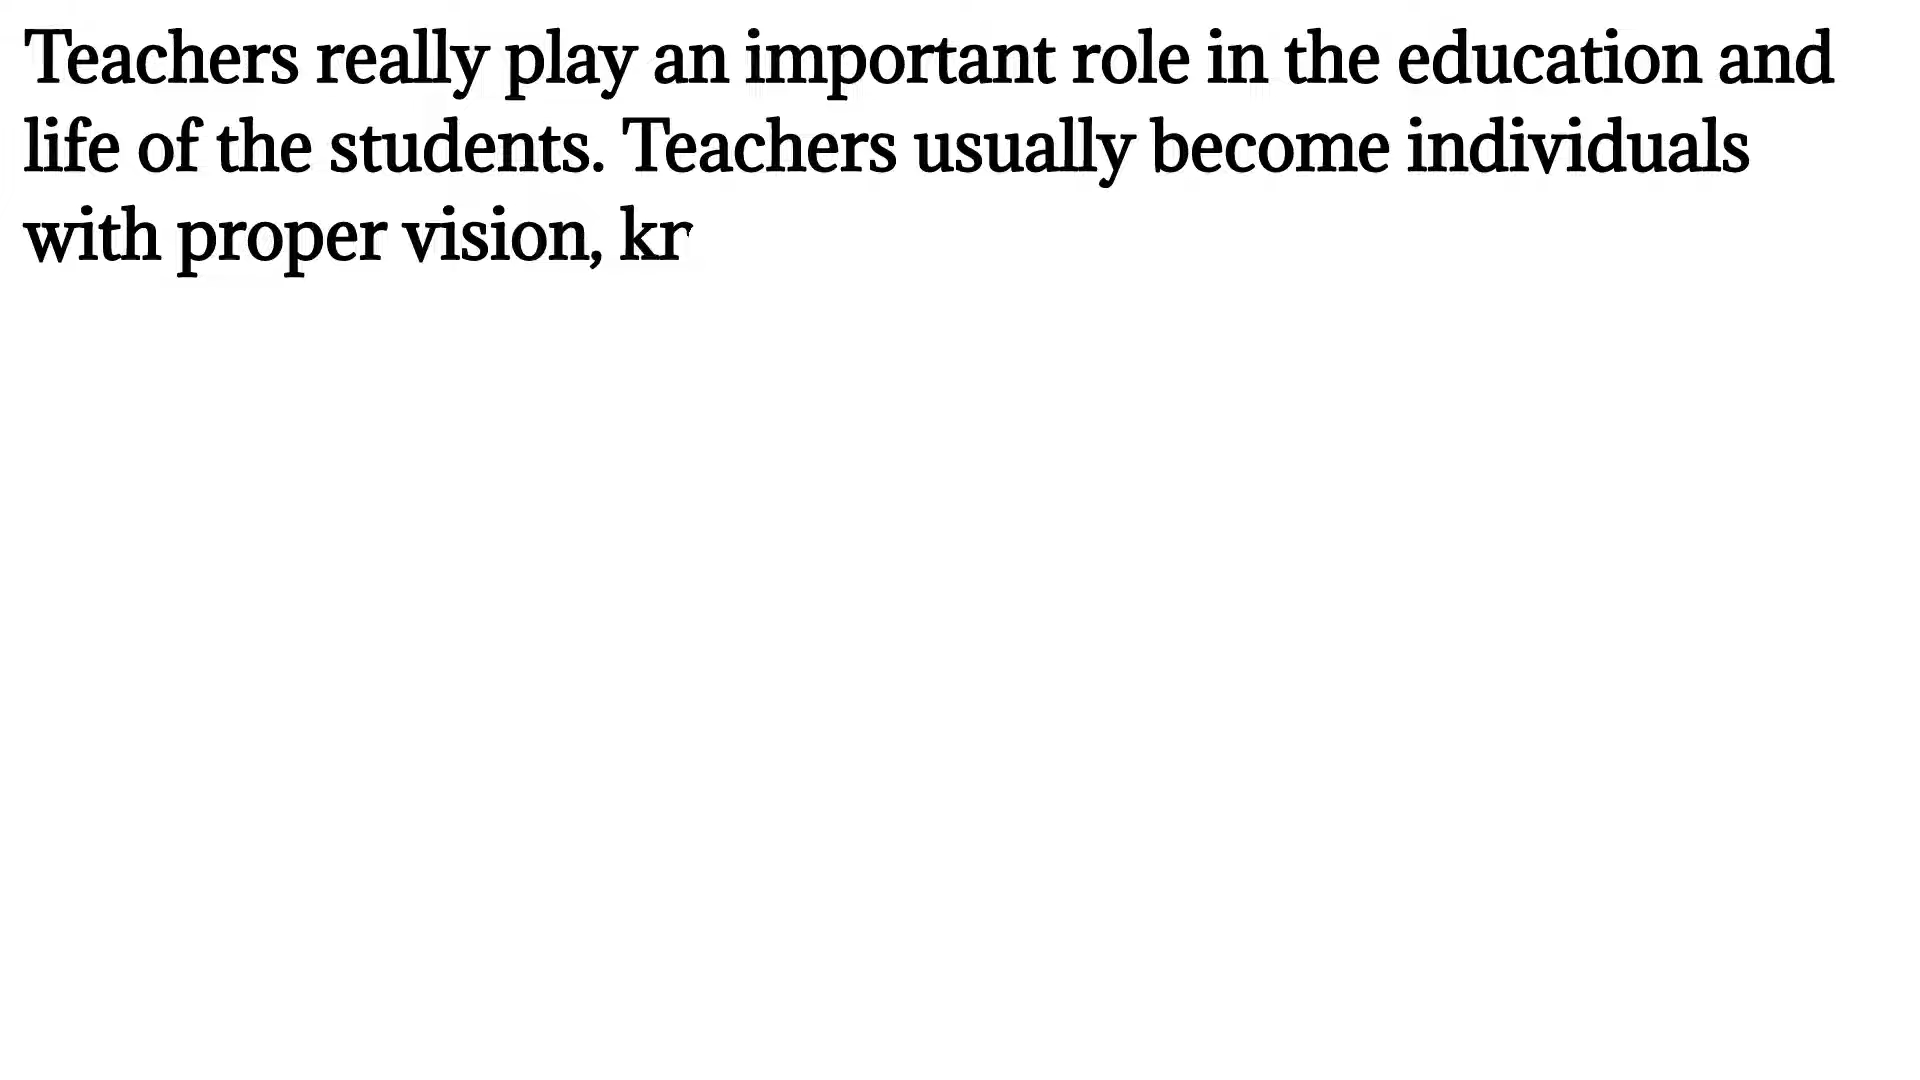 Teachers really play an important role in the education and
life of the students. Teachers usually become individuals
with proper vision,